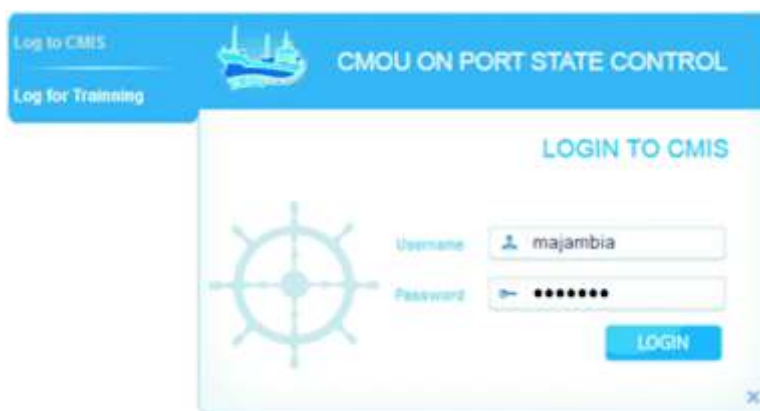 Log to CMIS
Log for Trainning
CMOU ON PORT STATE CONTROL
LOGIN TO CMIS
Username majambia
Password •••••••
LOGIN